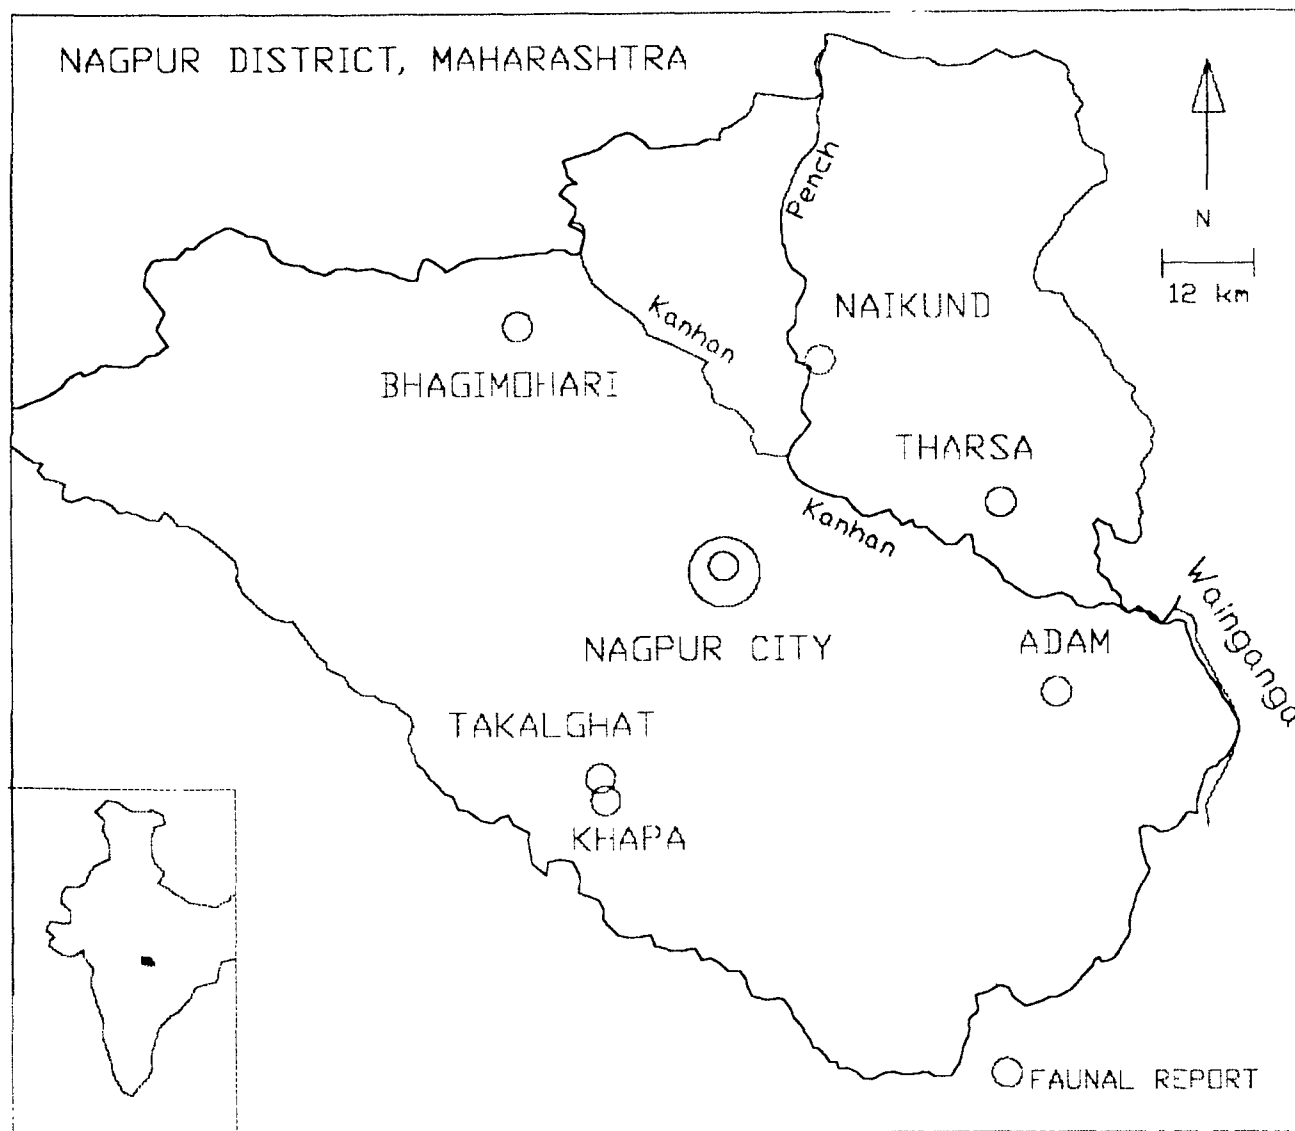 NAGPUR DISTRICT, MAHARASHTRA
Pench
N
12 km
NAIKUND
Kanhan
BHAGIMOHARI
THARSA
Kanhan
Wainganga
NAGPUR CITY
ADAM
TAKALGHAT
KHAPA
FAUNAL REPORT